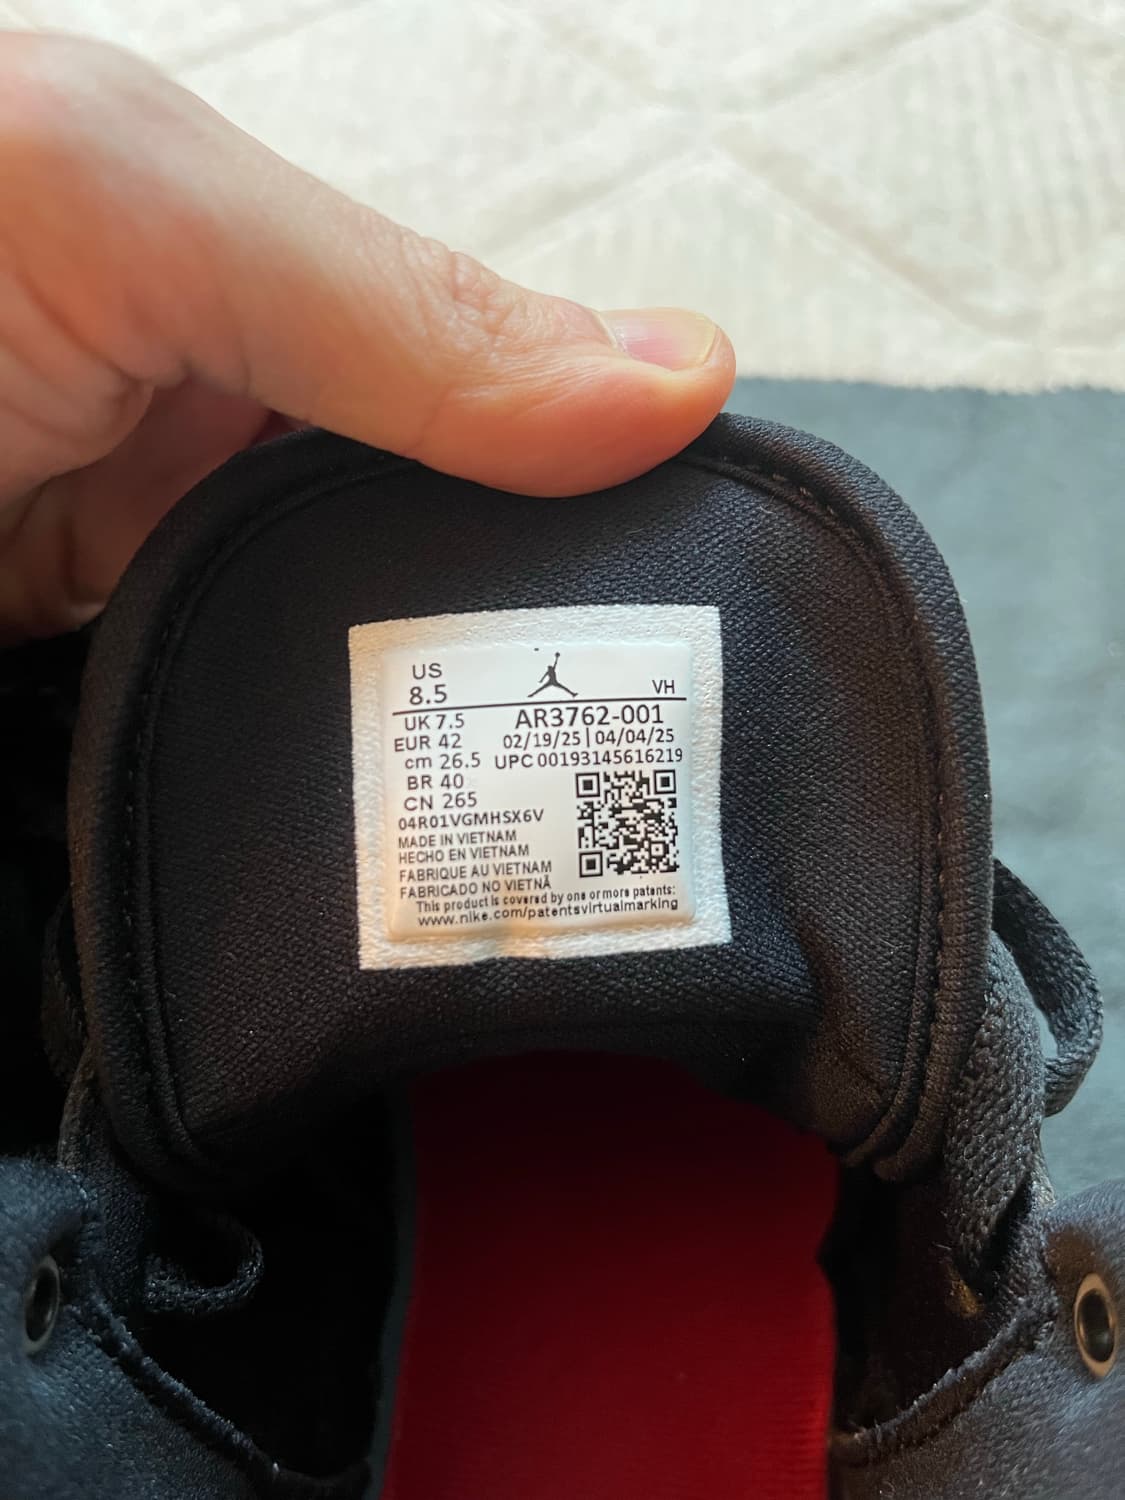 US
8.5
VH
UK 7.5
AR3762-001
EUR 42
02/19/25 | 04/04/25
cm 26.5
UPC 00193145616219
BR 40
CN 265
04R01VGMHSX6V
MADE IN VIETNAM
HECHO EN VIETNAM
FABRIQUE AU VIETNAM
FABRICADO NO VIETNÃ
This product is covered by one or more patents:
www.nike.com/patentsvirtualmarking